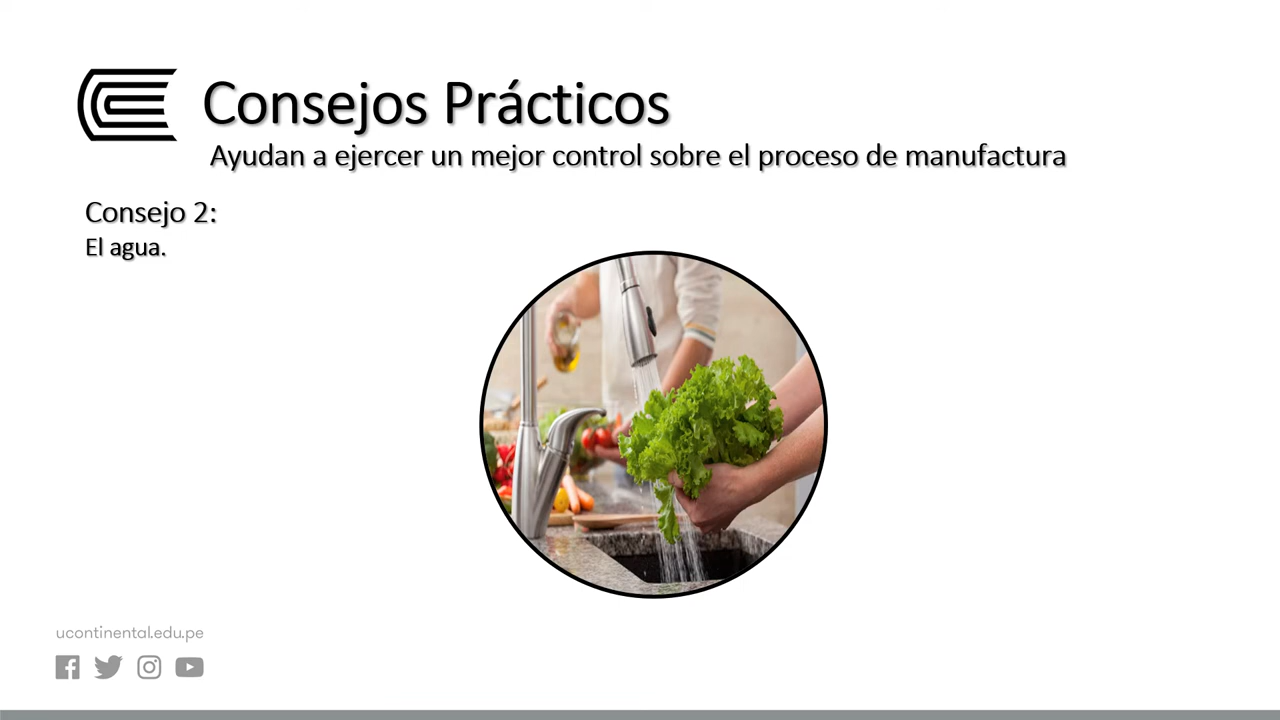 Consejos Prácticos
Ayudan a ejercer un mejor control sobre el proceso de manufactura
Consejo 2:
El agua.
ucontinental.edu.pe